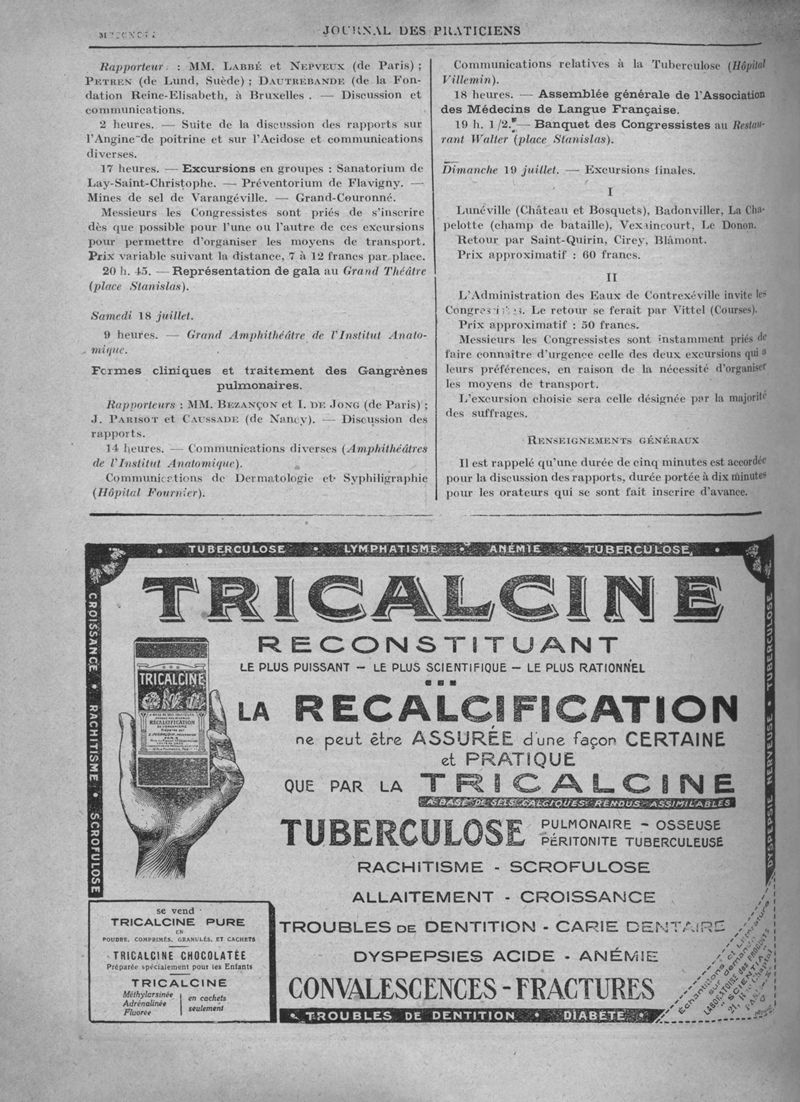 JOURNAL DES PRATICIENS
Rapporteur : MM. LABBÉ et NEPVEUX (de Paris) ;
PETREN (de Lund, Suède) ; DAUTREBANDE (de la Fon-
dation Reine-Elisabeth, à Bruxelles . — Discussion et
communications.
2 heures. — Suite de la discussion des rapports sur
l'Angine de poitrine et sur l'Acidose et communications
diverses.
17 heures. — Excursions en groupes : Sanatorium de
Lay-Saint-Christophe. — Préventorium de Flavigny. —
Mines de sel de Varangéville. — Grand-Couronné.
Messieurs les Congressistes sont priés de s'inscrire
dès que possible pour l'une ou l'autre de ces excursions
pour permettre d'organiser les moyens de transport.
Prix variable suivant la distance, 7 à 12 francs par place.
20 h. 45. — Représentation de gala au Grand Théâtre
(place Stanislas).
Samedi 18 juillet.
9 heures. — Grand Amphithéâtre de l'Institut Anato-
mique.
Formes cliniques et traitement des Gangrènes
pulmonaires.
Rapporteurs : MM. BEZANÇON et I. DE JONG (de Paris) ;
J. PARISOT et CAUSSADE (de Nancy). — Discussion des
rapports.
14 heures. — Communications diverses (Amphithéâtres
de l'Institut Anatomique).
Communications de Dermatologie et Syphiligraphie
(Hôpital Fournier).
Communications relatives à la Tuberculose (Hôpital
Villemin).
18 heures. — Assemblée générale de l'Association
des Médecins de Langue Française.
19 h. 1/2. — Banquet des Congressistes au Restau-
rant Walter (place Stanislas).
Dimanche 19 juillet. — Excursions finales.
I
Lunéville (Château et Bosquets), Badonviller, La Cha-
pelotte (champ de bataille), Vexaincourt, Le Donon.
Retour par Saint-Quirin, Cirey, Blâmont.
Prix approximatif : 60 francs.
II
L'Administration des Eaux de Contrexéville invite les
Congressistes. Le retour se ferait par Vittel (Courses).
Prix approximatif : 50 francs.
Messieurs les Congressistes sont instamment priés de
faire connaître d'urgence celle des deux excursions qui a
leurs préférences, en raison de la nécessité d'organiser
les moyens de transport.
L'excursion choisie sera celle désignée par la majorité
des suffrages.
RENSEIGNEMENTS GÉNÉRAUX
Il est rappelé qu'une durée de cinq minutes est accordée
pour la discussion des rapports, durée portée à dix minutes
pour les orateurs qui se sont fait inscrire d'avance.
TUBERCULOSE • LYMPHATISME • ANÉMIE • TUBERCULOSE
CROISSANCE • RACHITISME • SCROFULOSE
TUBERCULOSE • DYSPEPSIE NERVEUSE
TRICALCINE
RECONSTITUANT
LE PLUS PUISSANT — LE PLUS SCIENTIFIQUE — LE PLUS RATIONNEL
TRICALCINE
RECALCIFICATION
LA RECALCIFICATION
ne peut être ASSURÉE d'une façon CERTAINE
et PRATIQUE
QUE PAR LA TRICALCINE
A BASE DE SELS CALCIQUES RENDUS ASSIMILABLES
TUBERCULOSE PULMONAIRE - OSSEUSE
PÉRITONITE TUBERCULEUSE
RACHITISME - SCROFULOSE
ALLAITEMENT - CROISSANCE
TROUBLES DE DENTITION - CARIE DENTAIRE
DYSPEPSIES ACIDE - ANÉMIE
CONVALESCENCES - FRACTURES
se vend
TRICALCINE PURE
EN
POUDRE, COMPRIMÉS, GRANULÉS, ET CACHETS
TRICALCINE CHOCOLATÉE
Préparée spécialement pour les Enfants
TRICALCINE
Méthylarsinée
Adrénalinée
Fluorée
en cachets
seulement
Échantillons et Littérature
sur demande
LABORATOIRE des PRODUITS
"SCIENTIA"
21, R. Chaptal
TROUBLES DE DENTITION • DIABÈTE